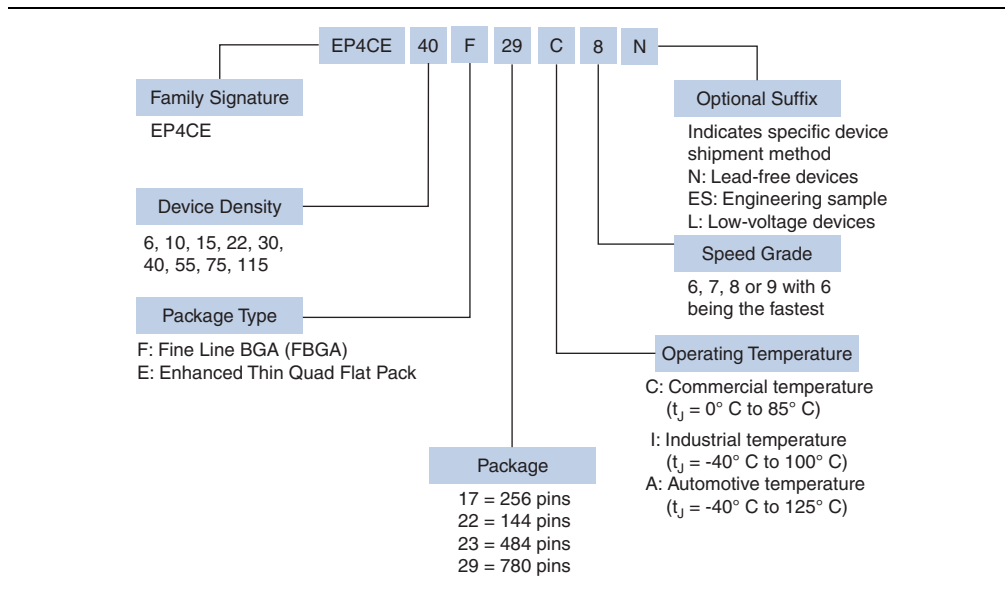 EP4CE 40 F 29 C 8 N
Family Signature
EP4CE
Device Density
6, 10, 15, 22, 30,
40, 55, 75, 115
Package Type
F: Fine Line BGA (FBGA)
E: Enhanced Thin Quad Flat Pack
Package
17 = 256 pins
22 = 144 pins
23 = 484 pins
29 = 780 pins
Optional Suffix
Indicates specific device
shipment method
N: Lead-free devices
ES: Engineering sample
L: Low-voltage devices
Speed Grade
6, 7, 8 or 9 with 6
being the fastest
Operating Temperature
C: Commercial temperature
(tJ = 0° C to 85° C)
I: Industrial temperature
(tJ = -40° C to 100° C)
A: Automotive temperature
(tJ = -40° C to 125° C)